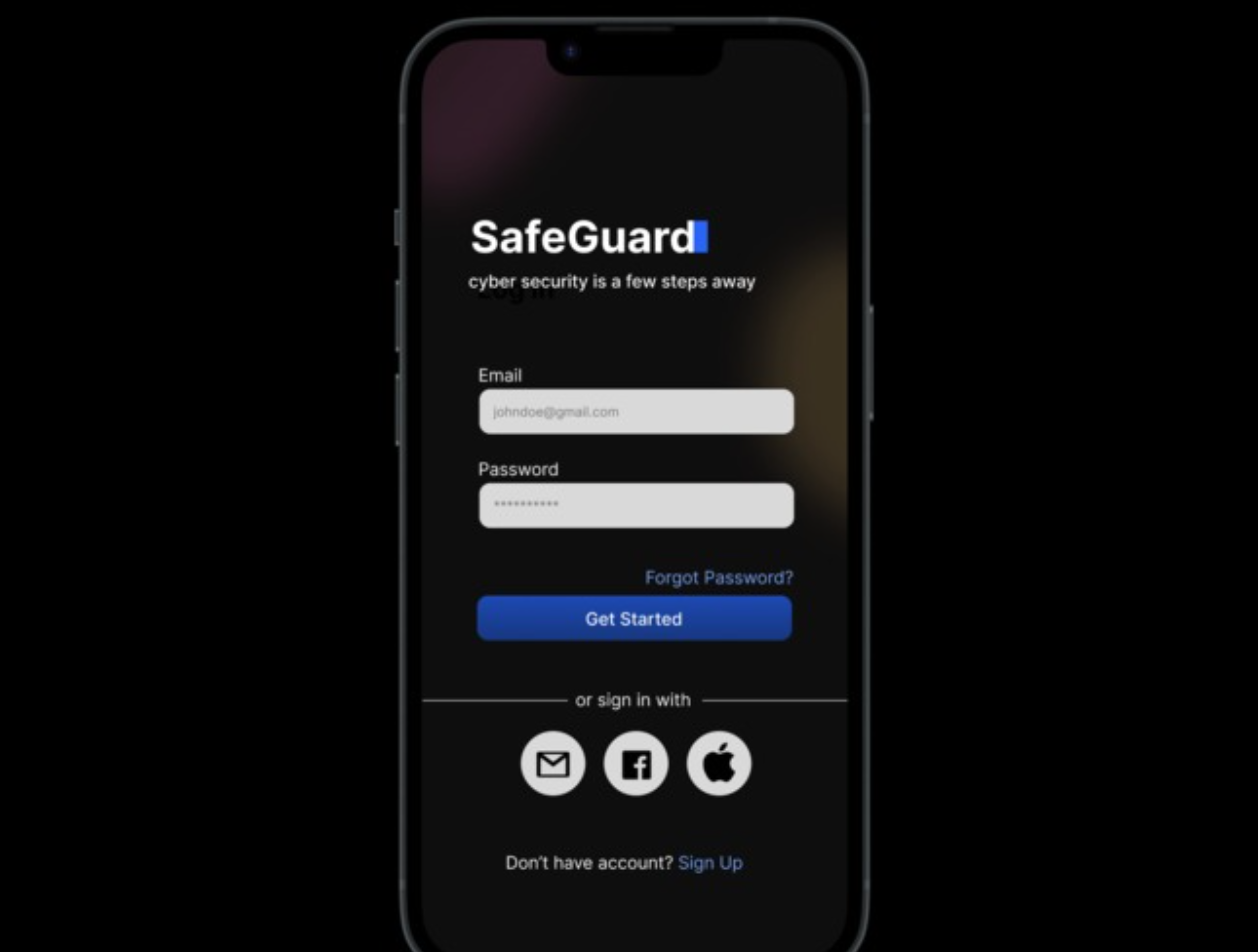 SafeGuard
cyber security is a few steps away
Log in
Email
johndoe@gmail.com
Password
**********
Forgot Password?
Get Started
or sign in with
Don't have account? Sign Up